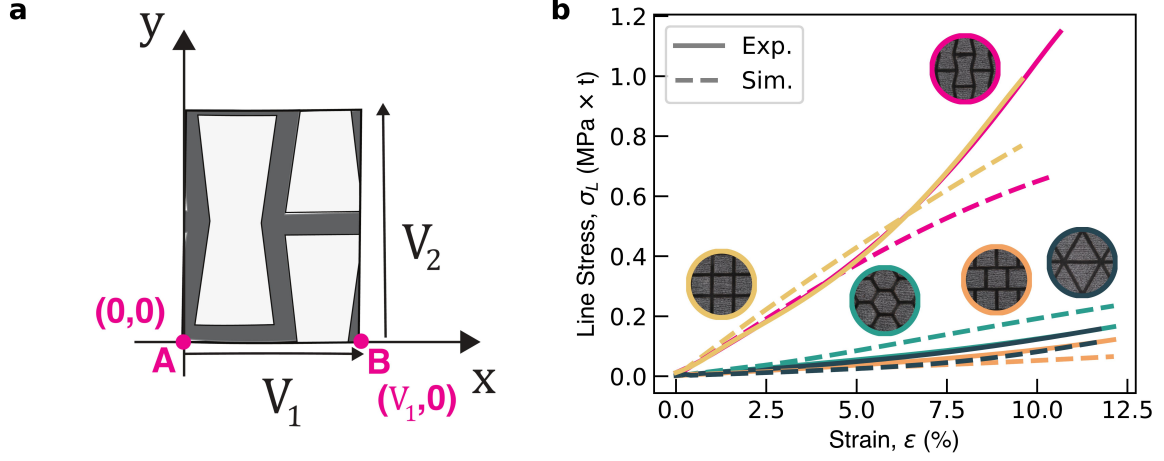 a
y
(0,0)
A
B
x
V₁
(V₁,0)
V₂
b
Line Stress, σL (MPa × t)
1.2
1.0
0.8
0.6
0.4
0.2
0.0
Exp.
Sim.
0.0 2.5 5.0 7.5 10.0 12.5
Strain, ε (%)